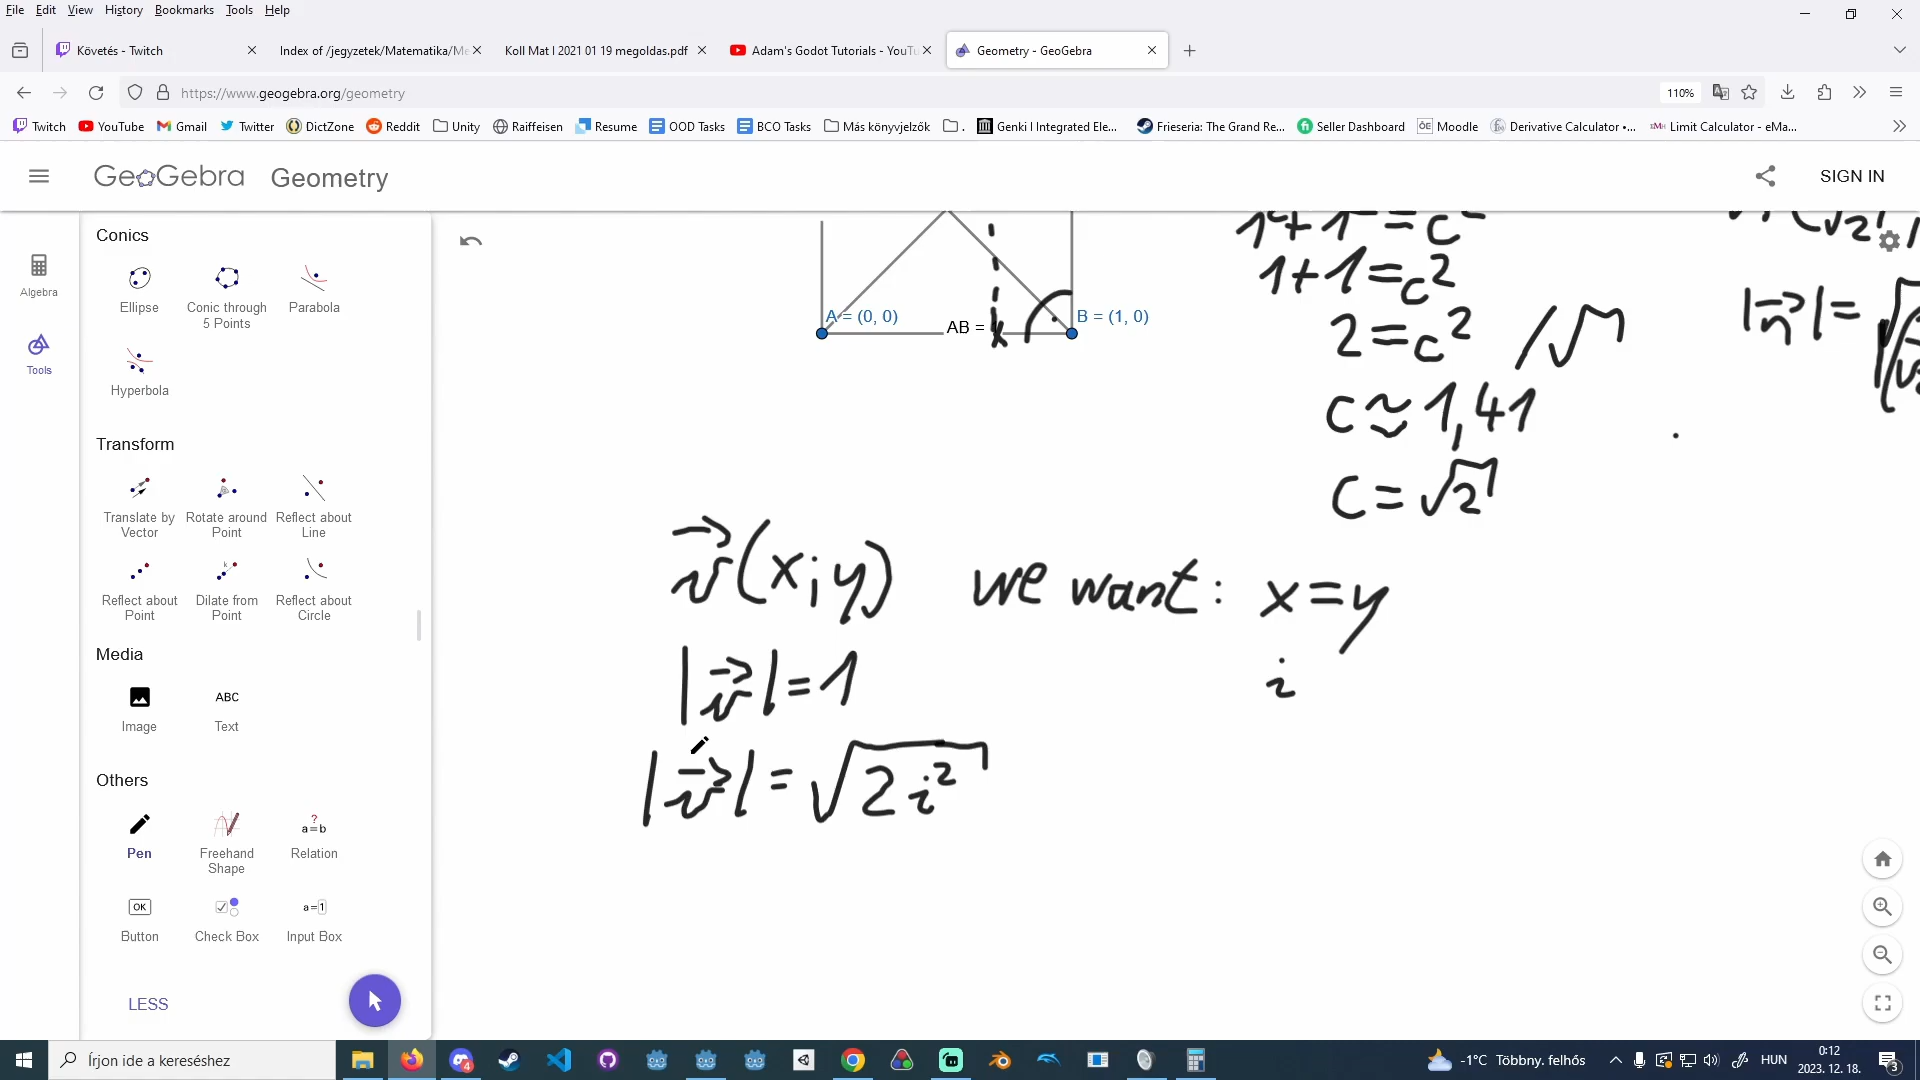 File Edit View History Bookmarks Tools Help
Követés - Twitch
Index of /jegyzetek/Matematika/Me
Koll Mat I 2021 01 19 megoldas.pdf
Adam's Godot Tutorials - YouTu
Geometry - GeoGebra
https://www.geogebra.org/geometry
110%
Twitch YouTube Gmail Twitter DictZone Reddit Unity Raiffeisen Resume OOD Tasks BCO Tasks Más könyvjelzők . Genki I Integrated Ele... Frieseria: The Grand Re... Seller Dashboard Moodle Derivative Calculator •... Limit Calculator - eMa...
GeoGebra Geometry
SIGN IN
Algebra
Tools
Conics
Ellipse
Conic through 5 Points
Parabola
Hyperbola
Transform
Translate by Vector
Rotate around Point
Reflect about Line
Reflect about Point
Dilate from Point
Reflect about Circle
Media
Image
ABC
Text
Others
Pen
Freehand Shape
a=b
Relation
OK
Button
Check Box
a=1
Input Box
LESS
A = (0, 0)
AB =
B = (1, 0)
1+1=c²
2=c²
/√
c≈1,41
c=√2
|n⃗|=
v⃗(x;y) we want: x=y
i
|v⃗|=1
|v⃗|=√2i²
Írjon ide a kereséshez
4
-1°C Többny. felhős
HUN
0:12
2023. 12. 18.
3